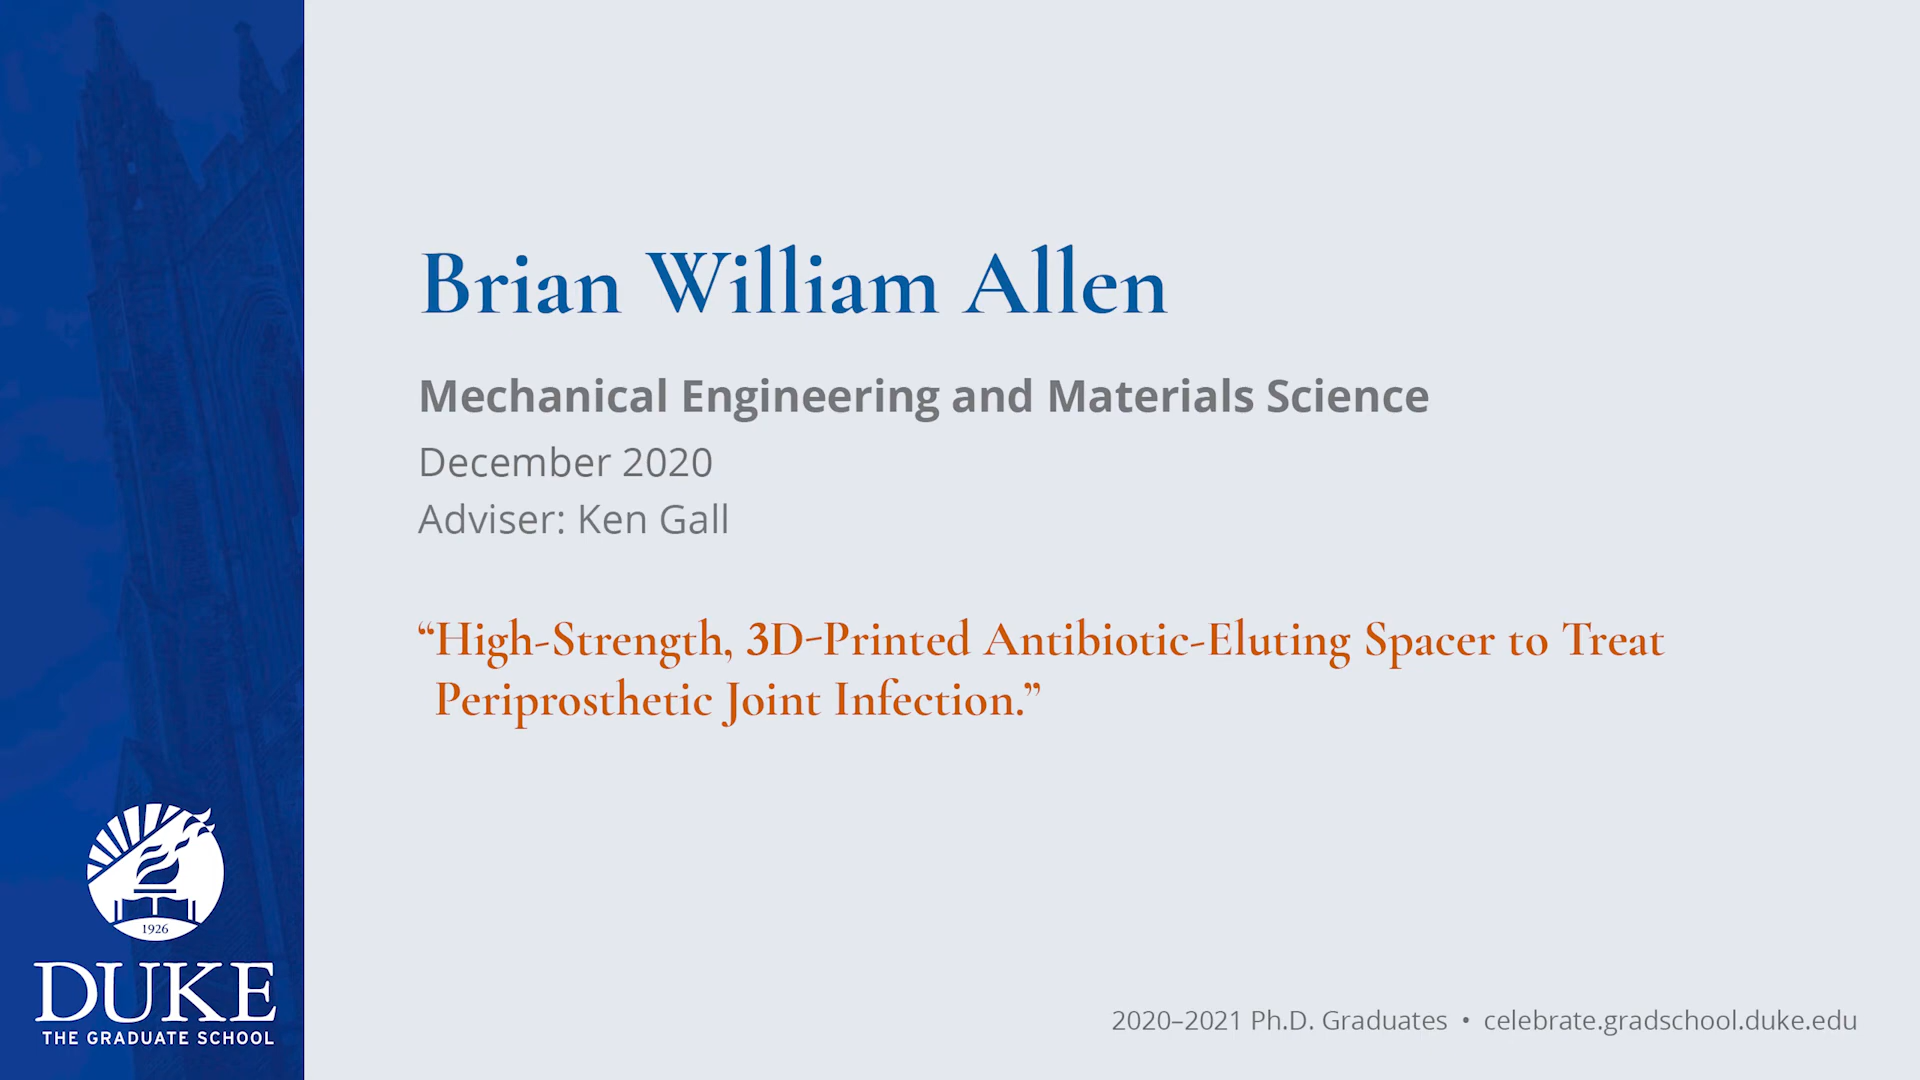 Brian William Allen
Mechanical Engineering and Materials Science
December 2020
Adviser: Ken Gall
“High-Strength, 3D-Printed Antibiotic-Eluting Spacer to Treat
Periprosthetic Joint Infection.”
1926
DUKE
THE GRADUATE SCHOOL
2020–2021 Ph.D. Graduates • celebrate.gradschool.duke.edu